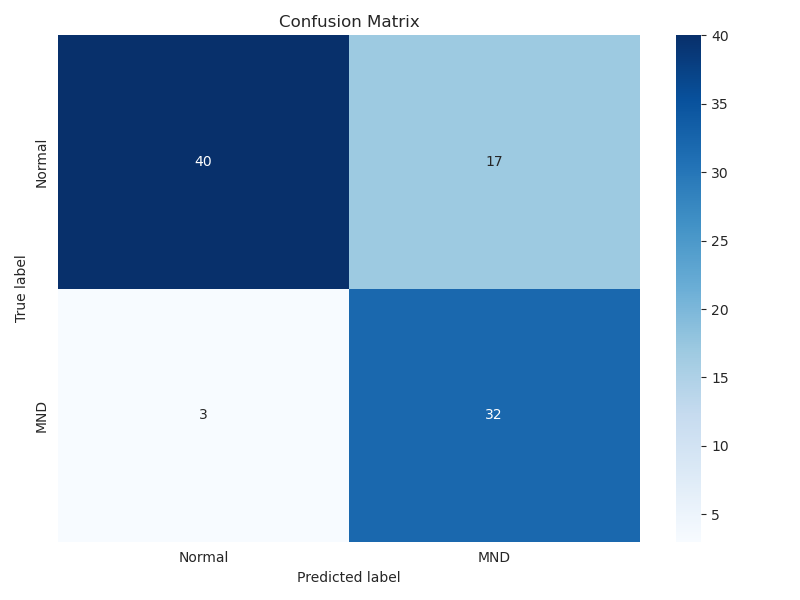 Confusion Matrix
Normal
MND
True label
40
17
3
32
Normal
MND
Predicted label
40
35
30
25
20
15
10
5